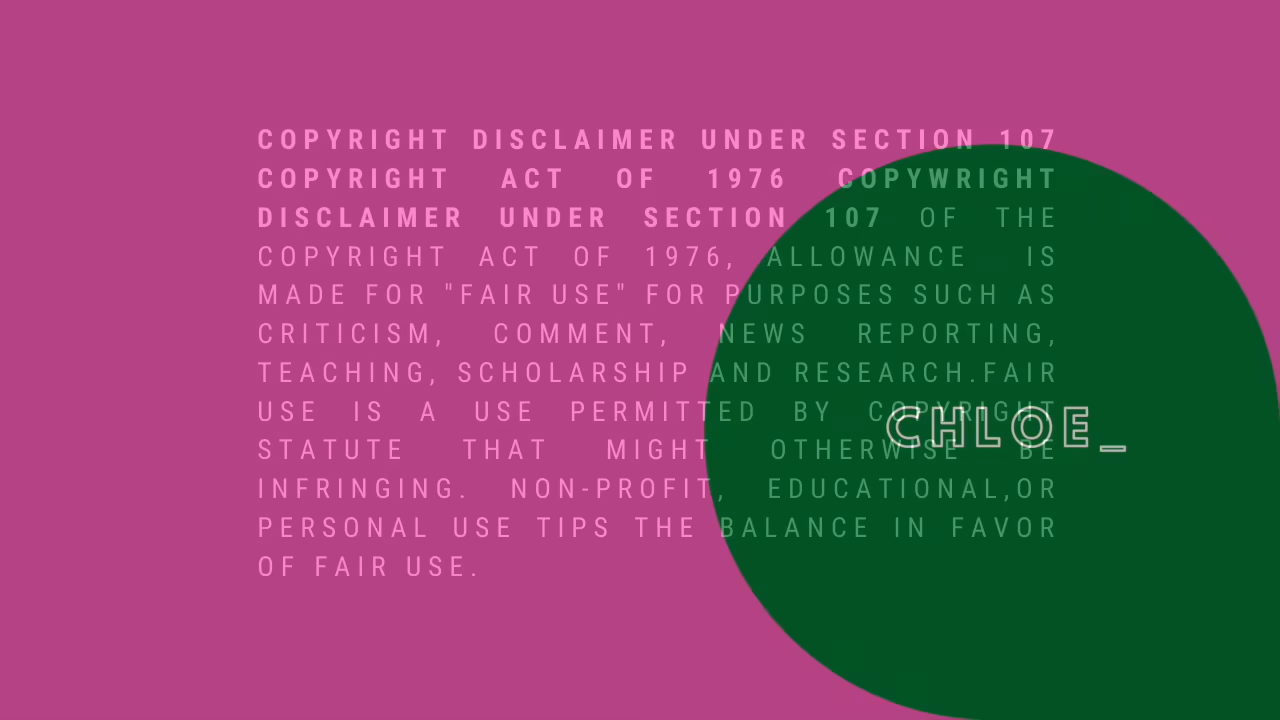 COPYRIGHT DISCLAIMER UNDER SECTION 107
COPYRIGHT ACT OF 1976 COPYWRIGHT
DISCLAIMER UNDER SECTION 107 OF THE
COPYRIGHT ACT OF 1976, ALLOWANCE IS
MADE FOR "FAIR USE" FOR PURPOSES SUCH AS
CRITICISM, COMMENT, NEWS REPORTING,
TEACHING, SCHOLARSHIP AND RESEARCH.FAIR
USE IS A USE PERMITTED BY COPYRIGHT
STATUTE THAT MIGHT OTHERWISE BE
INFRINGING. NON-PROFIT, EDUCATIONAL,OR
PERSONAL USE TIPS THE BALANCE IN FAVOR
OF FAIR USE.
CHLOE_